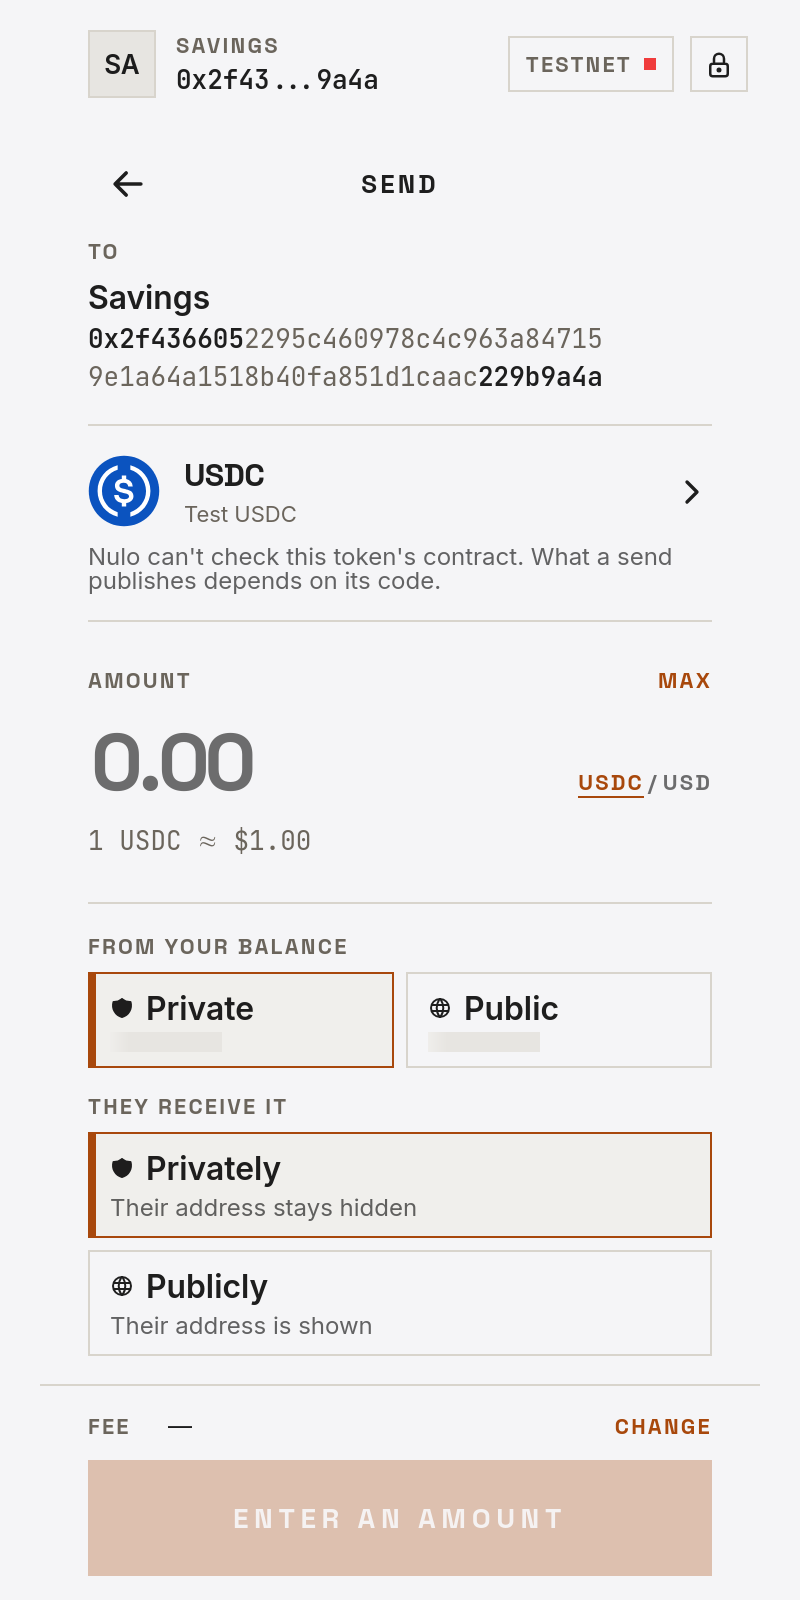 SA
SAVINGS
0x2f43...9a4a
TESTNET
SEND
TO
Savings
0x2f4366052295c460978c4c963a84715
9e1a64a1518b40fa851d1caac229b9a4a
USDC
Test USDC
Nulo can't check this token's contract. What a send
publishes depends on its code.
AMOUNT
MAX
0.00
USDC/USD
1 USDC ≈ $1.00
FROM YOUR BALANCE
Private
Public
THEY RECEIVE IT
Privately
Their address stays hidden
Publicly
Their address is shown
FEE —
CHANGE
ENTER AN AMOUNT